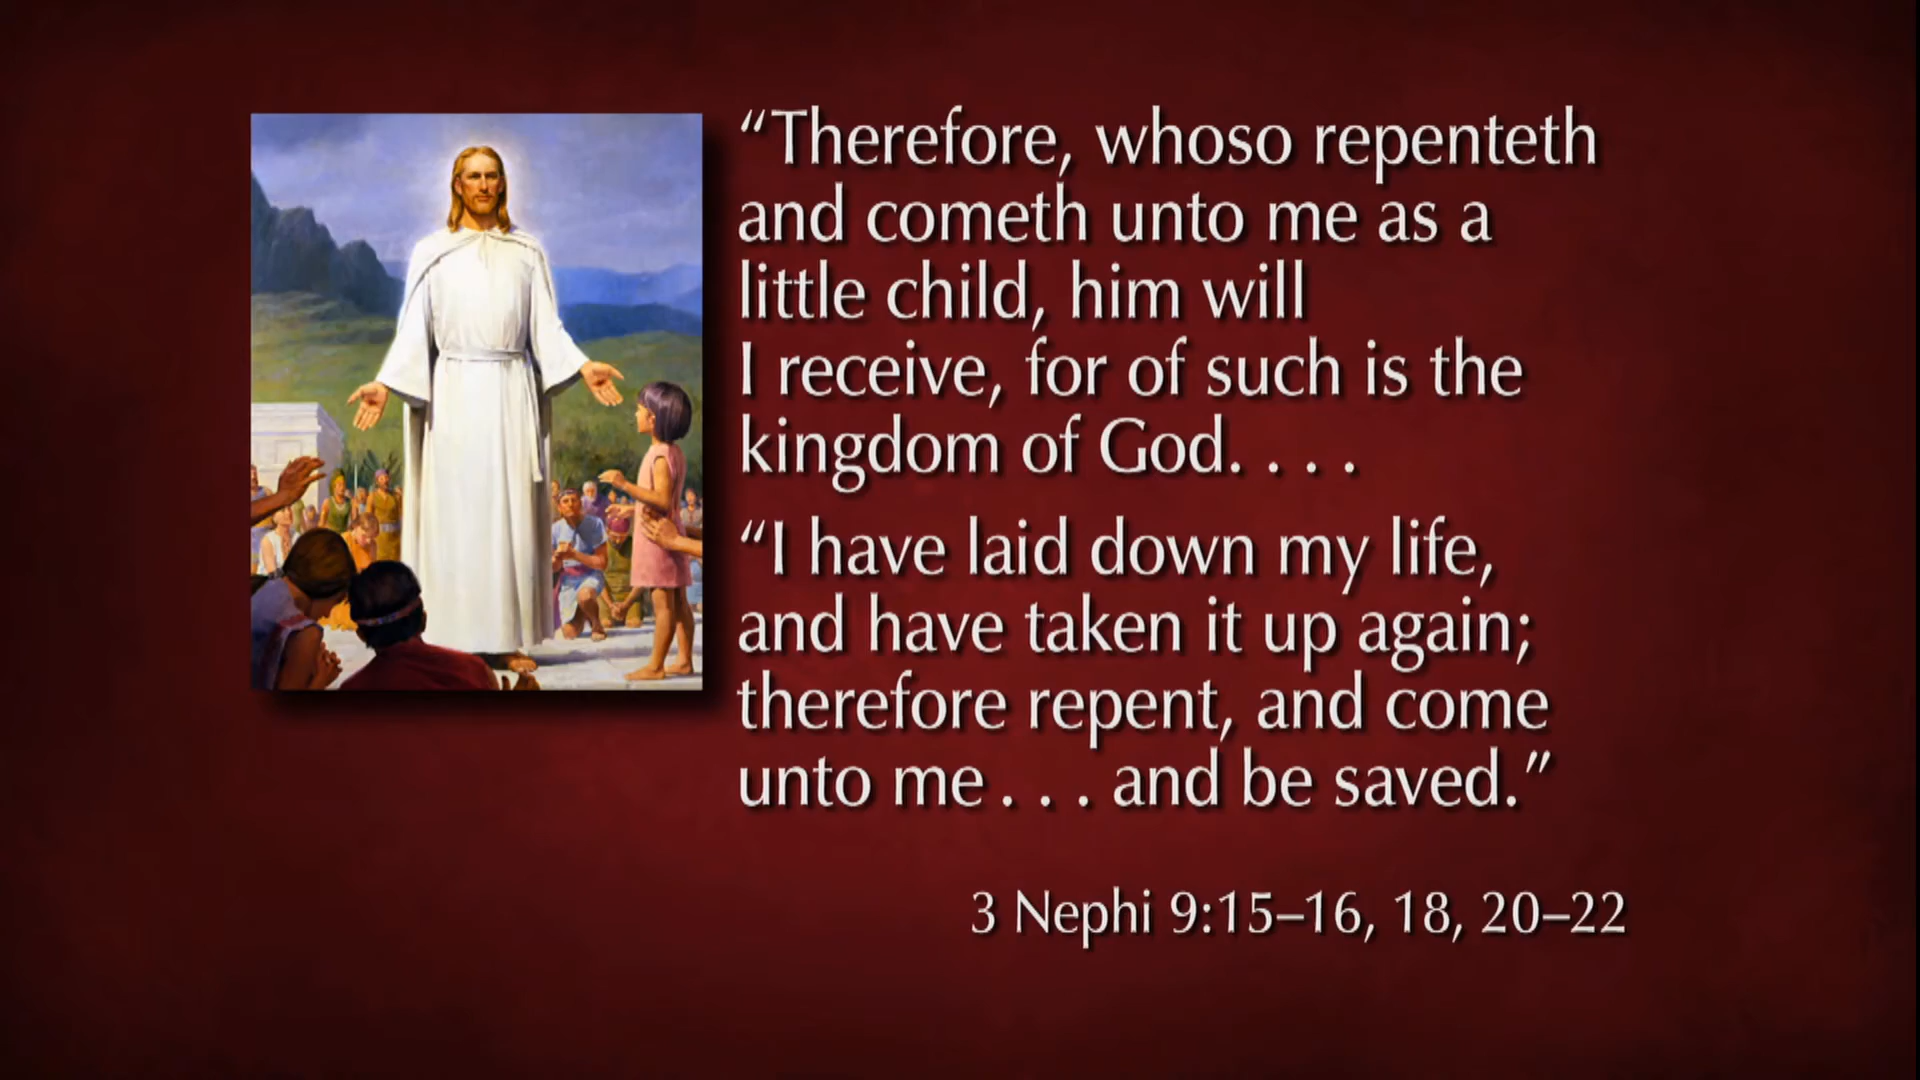 “Therefore, whoso repenteth
and cometh unto me as a
little child, him will
I receive, for of such is the
kingdom of God. . . .
“I have laid down my life,
and have taken it up again;
therefore repent, and come
unto me . . . and be saved.”
3 Nephi 9:15–16, 18, 20–22